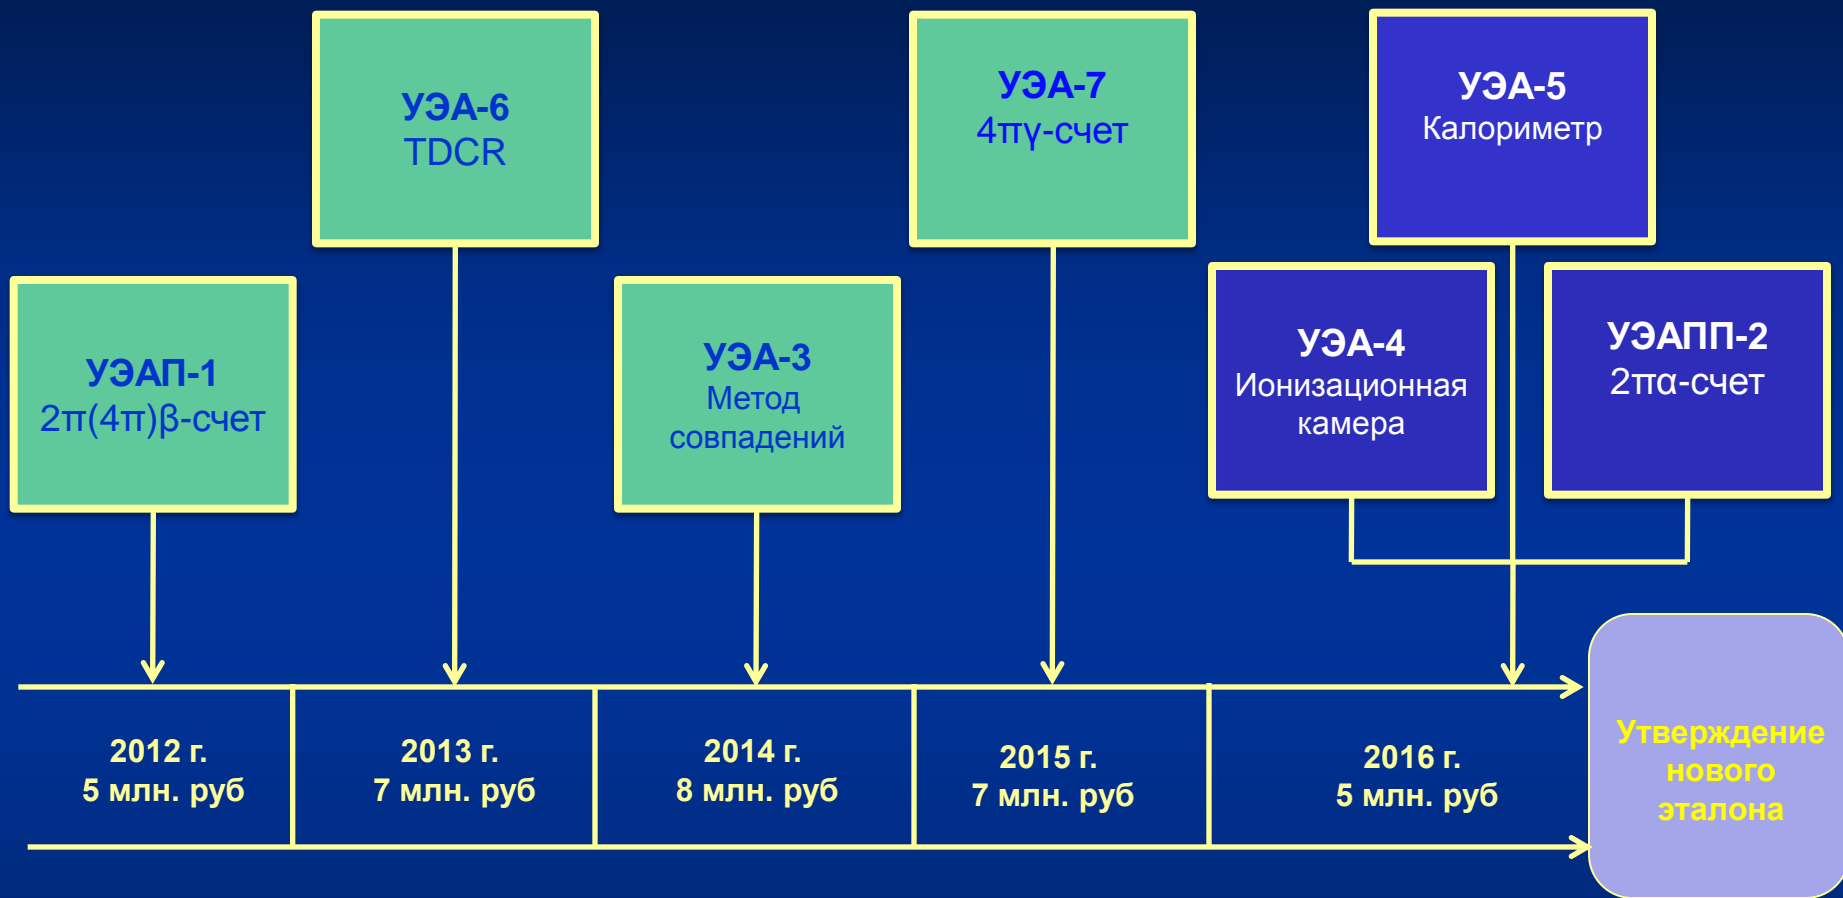 УЭА-6
TDCR
УЭА-7
4πγ-счет
УЭА-5
Калориметр
УЭАП-1
2π(4π)β-счет
УЭА-3
Метод
совпадений
УЭА-4
Ионизационная
камера
УЭАПП-2
2πα-счет
2012 г.
5 млн. руб
2013 г.
7 млн. руб
2014 г.
8 млн. руб
2015 г.
7 млн. руб
2016 г.
5 млн. руб
Утверждение
нового
эталона